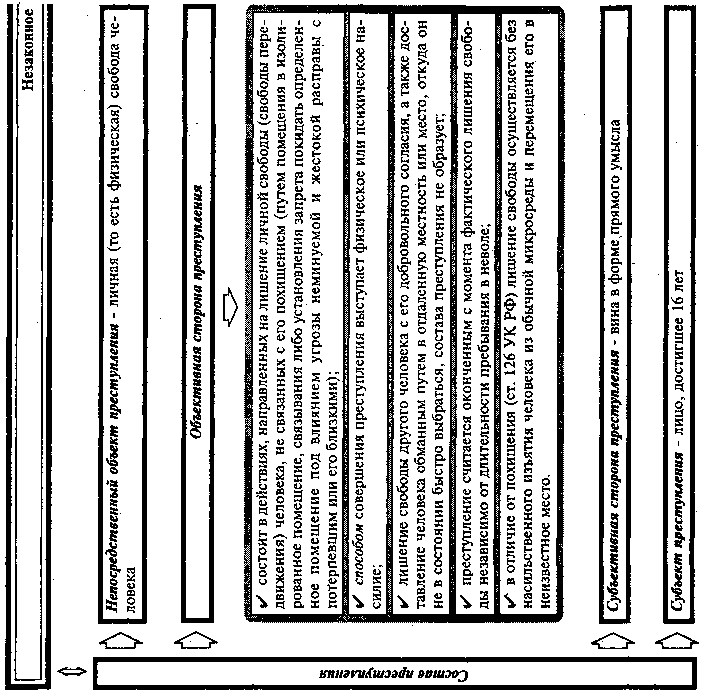 Незаконное
Состав преступления
Непосредственный объект преступления - личная (то есть физическая) свобода че-
ловека
Объективная сторона преступления
✓ состоит в действиях, направленных на лишение личной свободы (свободы пере-
движения) человека, не связанных с его похищением (путем помещения в изоли-
рованное помещение, связывания либо установления запрета покидать определен-
ное помещение под влиянием угрозы неминуемой и жестокой расправы с
потерпевшим или его близкими);
✓ способом совершения преступления выступает физическое или психическое на-
силие;
✓ лишение свободы другого человека с его добровольного согласия, а также дос-
тавление человека обманным путем в отдаленную местность или место, откуда он
не в состоянии быстро выбраться, состава преступления не образует;
✓ преступление считается оконченным с момента фактического лишения свобо-
ды независимо от длительности пребывания в неволе;
✓ в отличие от похищения (ст. 126 УК РФ) лишение свободы осуществляется без
насильственного изъятия человека из обычной микросреды и перемещения его в
неизвестное место.
Субъективная сторона преступления - вина в форме прямого умысла
Субъект преступления – лицо, достигшее 16 лет